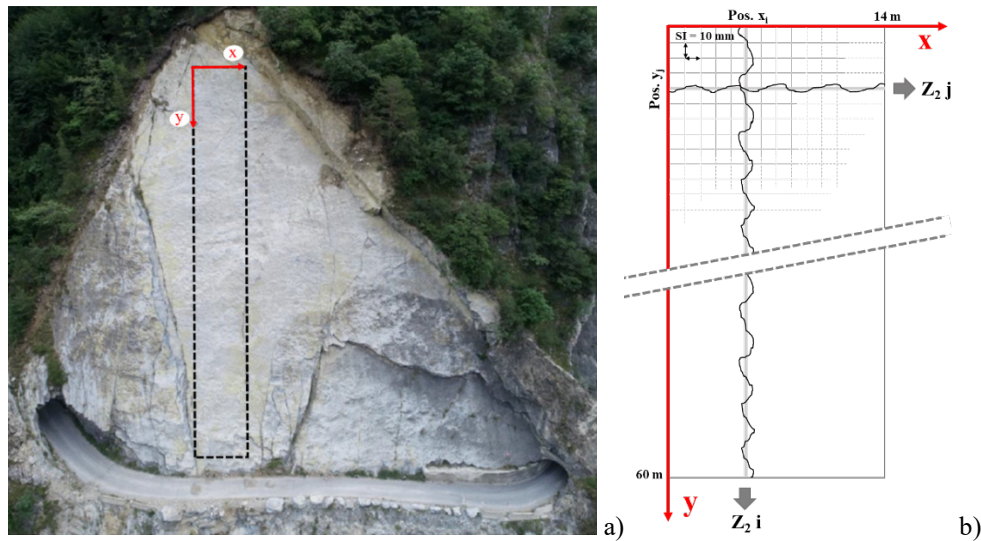 x
y
a)
Pos. xᵢ
14 m
x
SI = 10 mm
Pos. yⱼ
Z₂ j
60 m
y
Z₂ i
b)